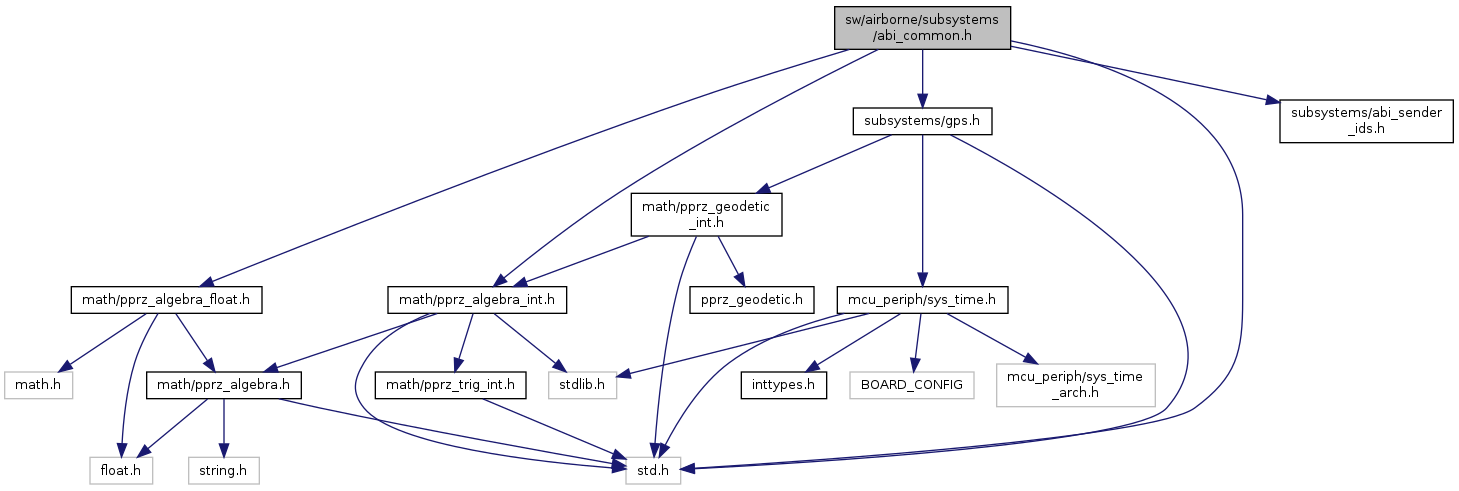 sw/airborne/subsystems
/abi_common.h
subsystems/abi_sender
_ids.h
subsystems/gps.h
math/pprz_geodetic
_int.h
math/pprz_algebra_float.h
math/pprz_algebra_int.h
pprz_geodetic.h
mcu_periph/sys_time.h
math.h
math/pprz_algebra.h
math/pprz_trig_int.h
stdlib.h
inttypes.h
BOARD_CONFIG
mcu_periph/sys_time
_arch.h
float.h
string.h
std.h